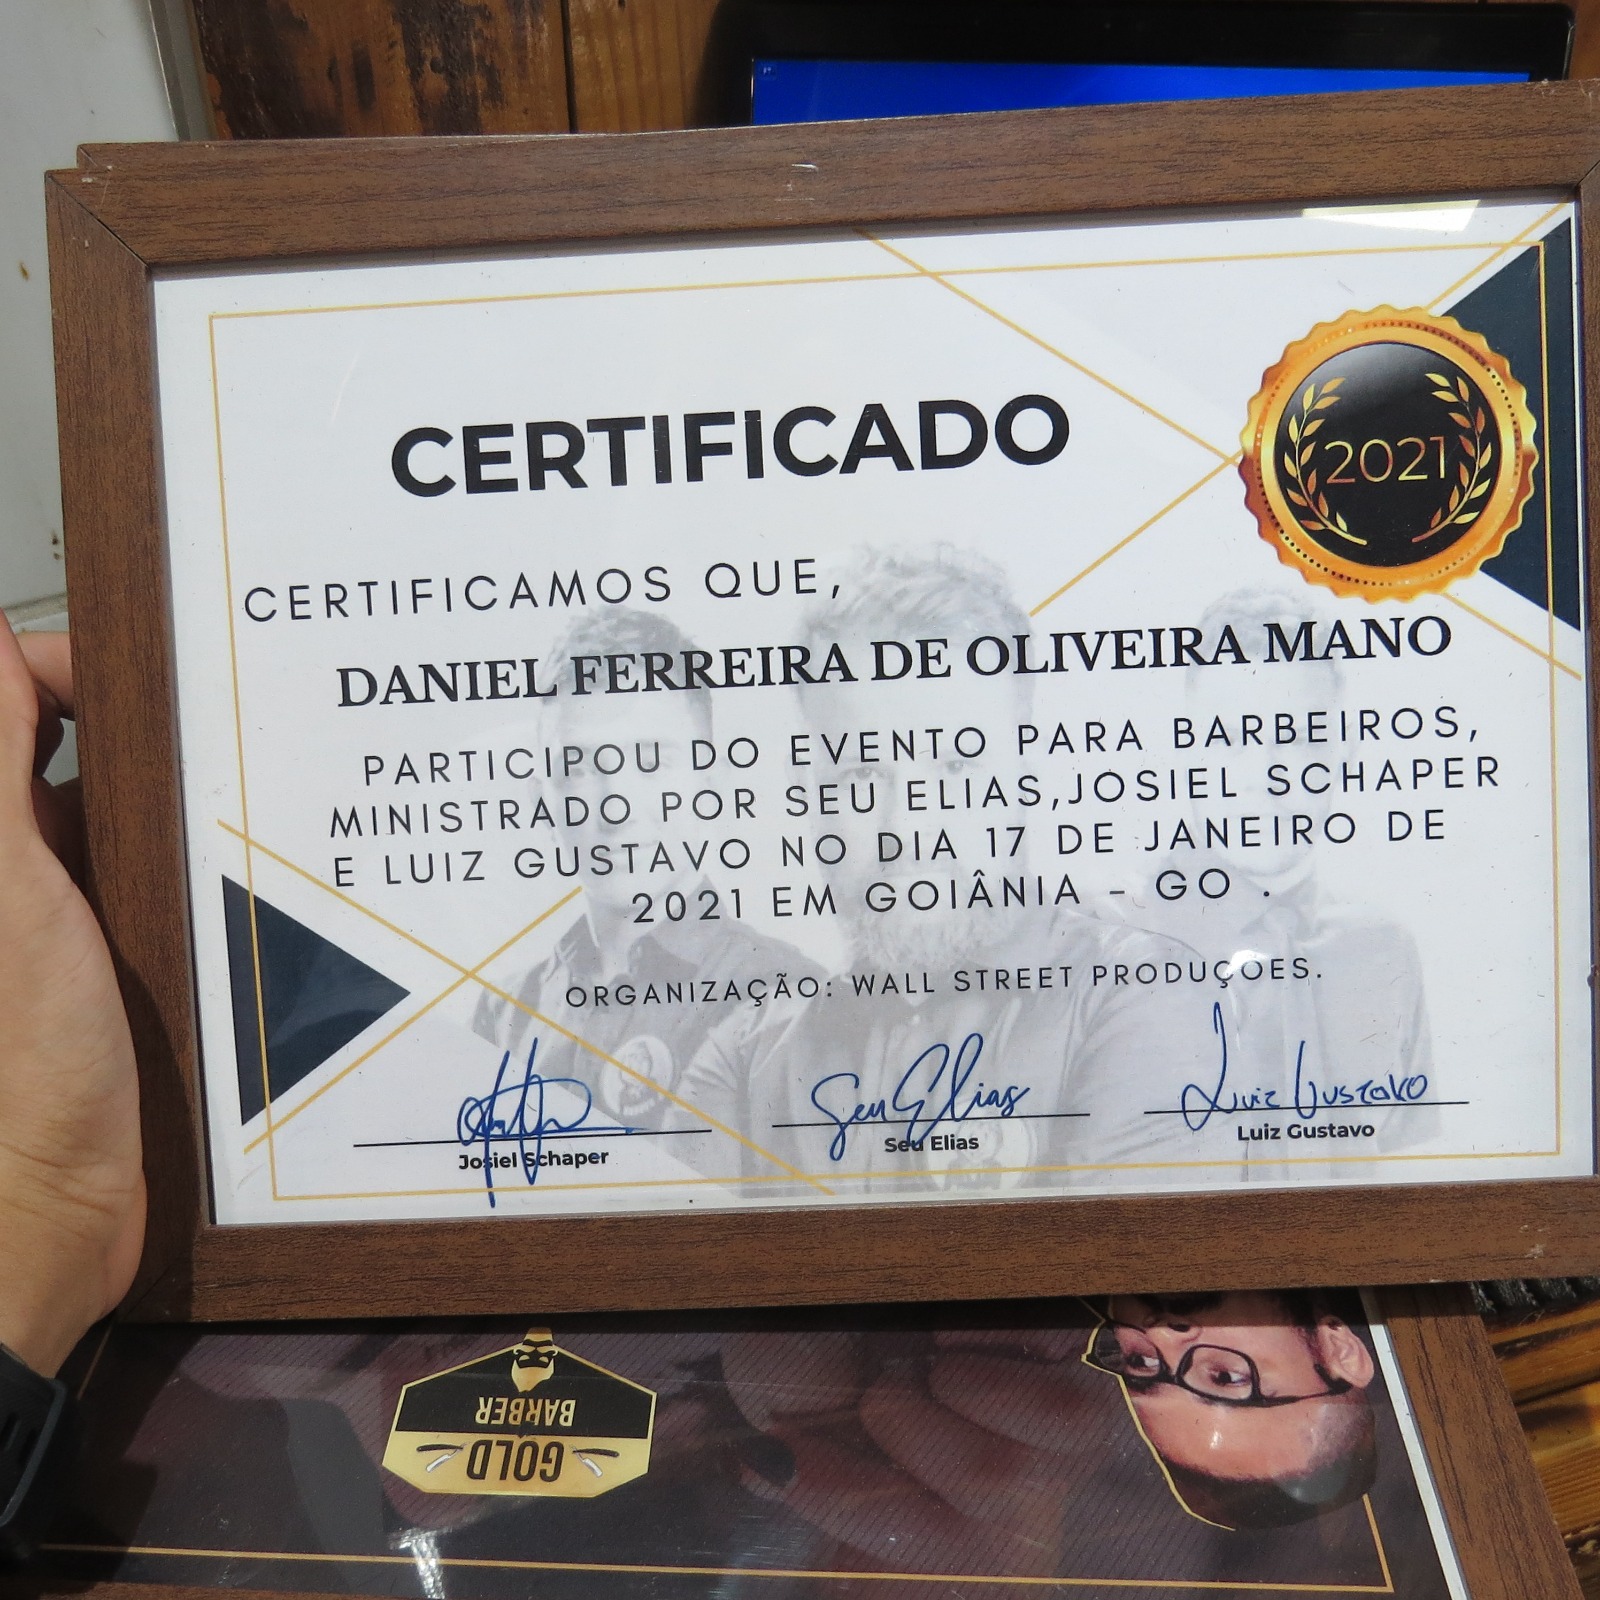 CERTIFICADO
2021
CERTIFICAMOS QUE,
DANIEL FERREIRA DE OLIVEIRA MANO
PARTICIPOU DO EVENTO PARA BARBEIROS,
MINISTRADO POR SEU ELIAS,JOSIEL SCHAPER
E LUIZ GUSTAVO NO DIA 17 DE JANEIRO DE
2021 EM GOIÂNIA - GO .
ORGANIZAÇÃO: WALL STREET PRODUÇOES.
Seu Elias
Luiz Gustavo
Josiel Schaper
Seu Elias
Luiz Gustavo
GOLD
BARBER